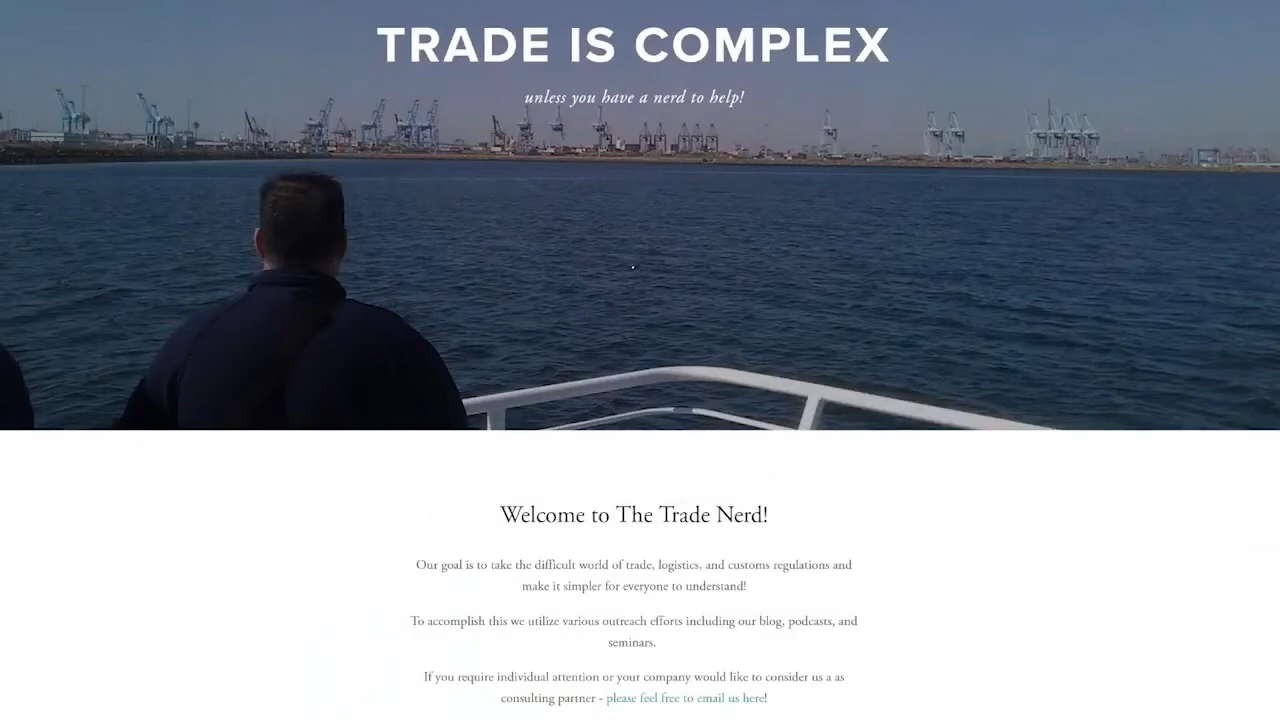 TRADE IS COMPLEX
unless you have a nerd to help!
Welcome to The Trade Nerd!
Our goal is to take the difficult world of trade, logistics, and customs regulations and
make it simpler for everyone to understand!
To accomplish this we utilize various outreach efforts including our blog, podcasts, and
seminars.
If you require individual attention or your company would like to consider us a as
consulting partner - please feel free to email us here!